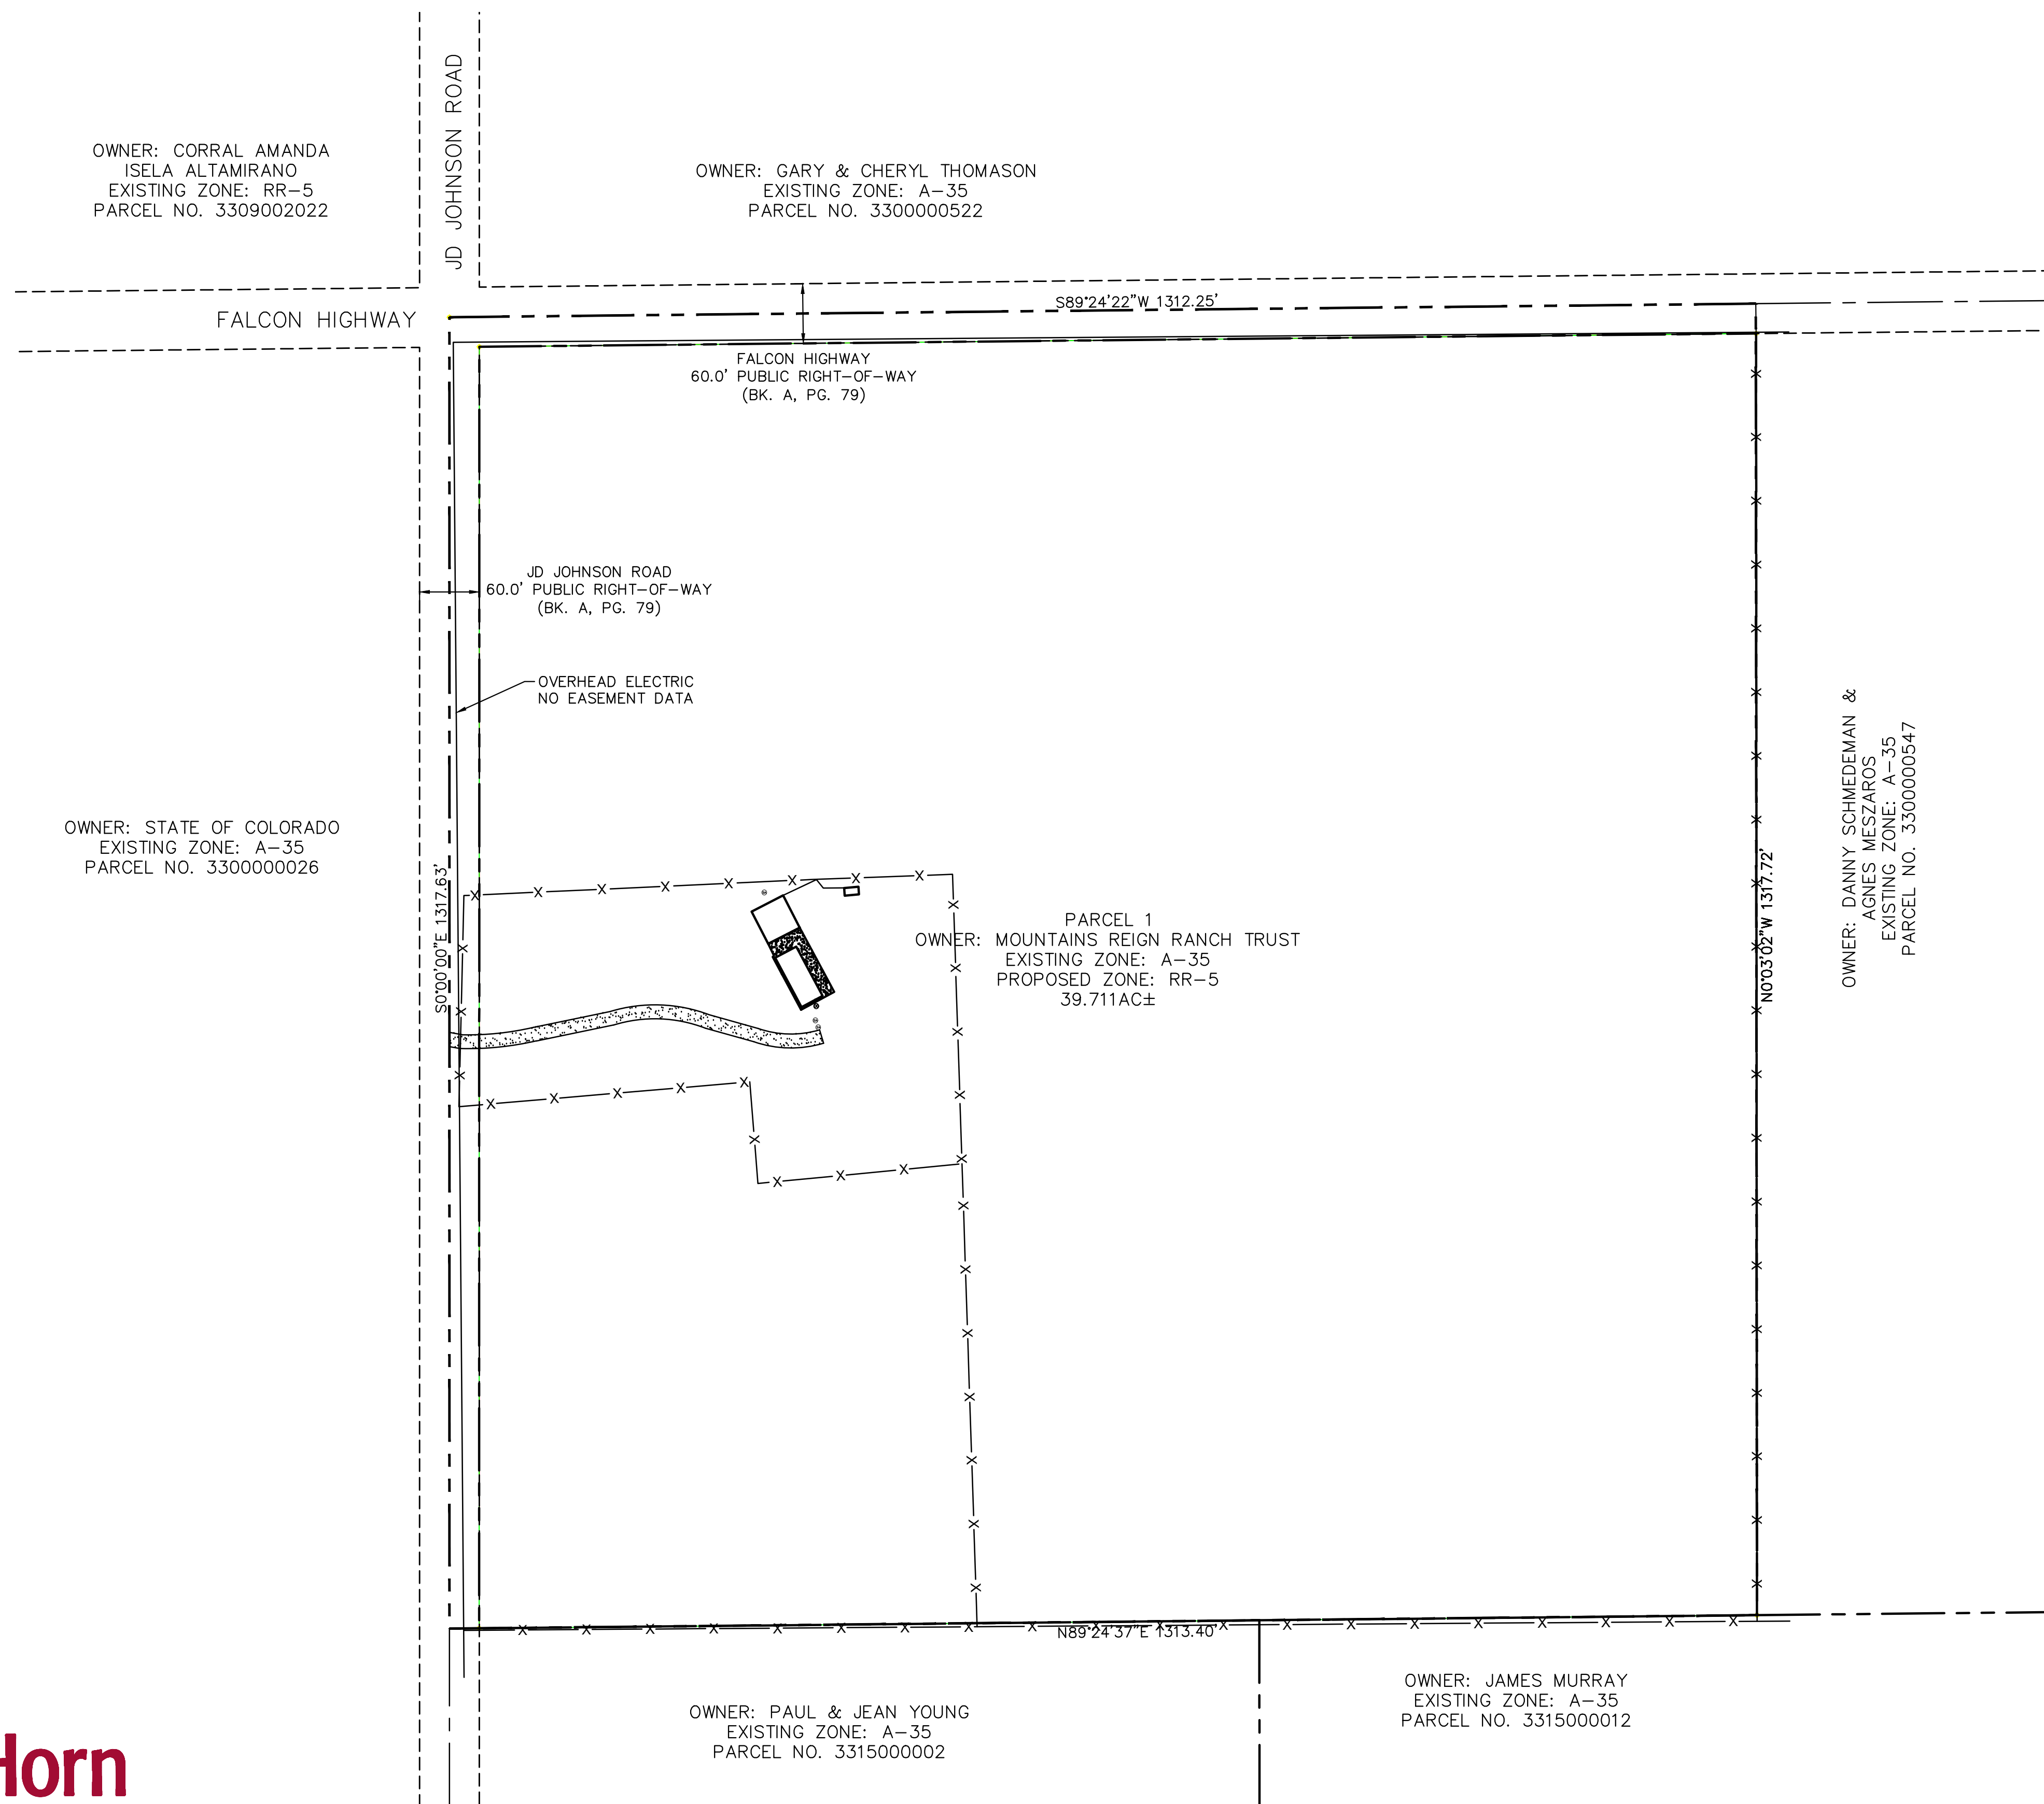 JD JOHNSON ROAD
OWNER: CORRAL AMANDA
ISELA ALTAMIRANO
EXISTING ZONE: RR-5
PARCEL NO. 3309002022
OWNER: GARY & CHERYL THOMASON
EXISTING ZONE: A-35
PARCEL NO. 3300000522
FALCON HIGHWAY
S89°24'22"W 1312.25'
FALCON HIGHWAY
60.0' PUBLIC RIGHT-OF-WAY
(BK. A, PG. 79)
JD JOHNSON ROAD
60.0' PUBLIC RIGHT-OF-WAY
(BK. A, PG. 79)
OVERHEAD ELECTRIC
NO EASEMENT DATA
OWNER: STATE OF COLORADO
EXISTING ZONE: A-35
PARCEL NO. 3300000026
S0°00'00"E 1317.63'
PARCEL 1
OWNER: MOUNTAINS REIGN RANCH TRUST
EXISTING ZONE: A-35
PROPOSED ZONE: RR-5
39.711AC±
N0°03'02"W 1317.72'
OWNER: DANNY SCHMEDEMAN &
AGNES MESZAROS
EXISTING ZONE: A-35
PARCEL NO. 3300000547
N89°24'37"E 1313.40'
OWNER: PAUL & JEAN YOUNG
EXISTING ZONE: A-35
PARCEL NO. 3315000002
OWNER: JAMES MURRAY
EXISTING ZONE: A-35
PARCEL NO. 3315000012
Horn